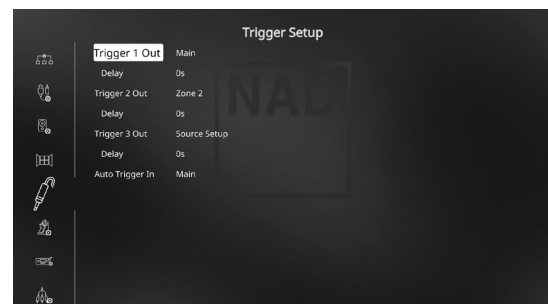 Trigger Setup
Trigger 1 Out Main
Delay 0s
Trigger 2 Out Zone 2
Delay 0s
Trigger 3 Out Source Setup
Delay 0s
Auto Trigger In Main
NAD